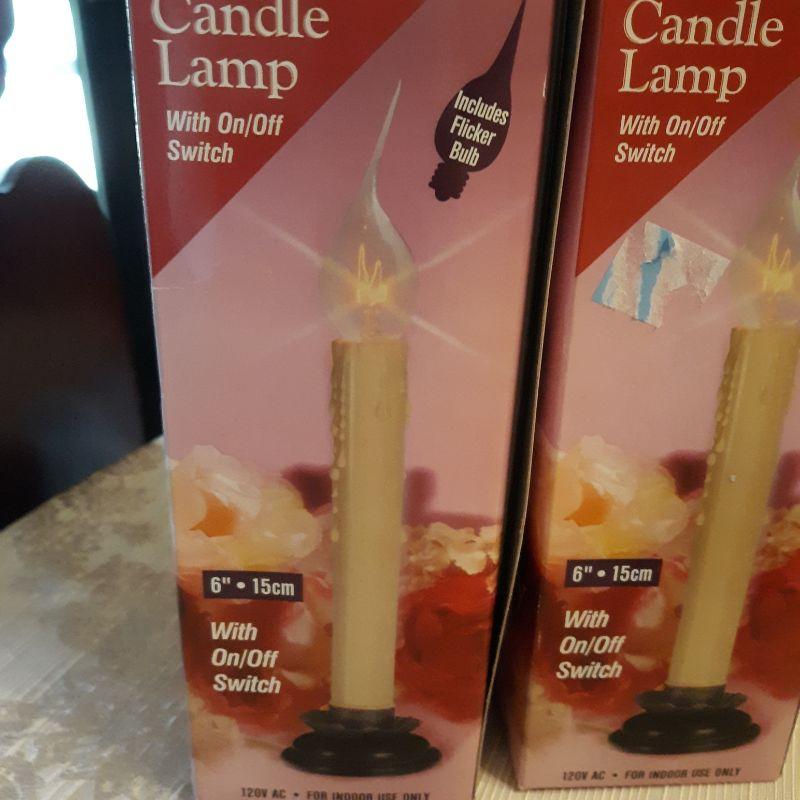 Candle
Lamp
With On/Off
Switch
Includes
Flicker
Bulb
6" • 15cm
With
On/Off
Switch
120V AC • FOR INDOOR USE ONLY
Candle
Lamp
With On/Off
Switch
6" • 15cm
With
On/Off
Switch
120V AC • FOR INDOOR USE ONLY